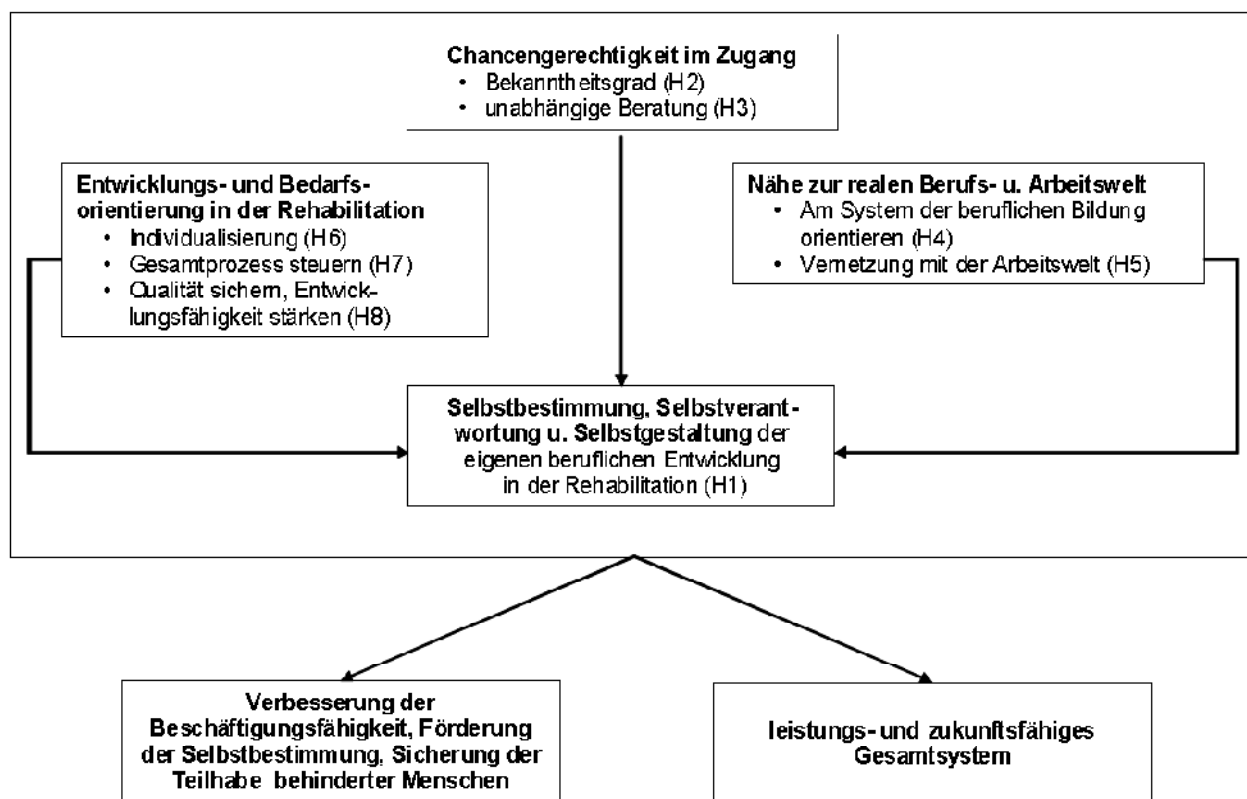 Chancengerechtigkeit im Zugang
• Bekanntheitsgrad (H2)
• unabhängige Beratung (H3)
Entwicklungs- und Bedarfs-
orientierung in der Rehabilitation
• Individualisierung (H6)
• Gesamtprozess steuern (H7)
• Qualität sichern, Entwick-
lungsfähigkeit stärken (H8)
Nähe zur realen Berufs- u. Arbeitswelt
• Am System der beruflichen Bildung
orientieren (H4)
• Vernetzung mit der Arbeitswelt (H5)
Selbstbestimmung, Selbstverant-
wortung u. Selbstgestaltung der
eigenen beruflichen Entwicklung
in der Rehabilitation (H1)
Verbesserung der
Beschäftigungsfähigkeit, Förderung
der Selbstbestimmung, Sicherung der
Teilhabe behinderter Menschen
leistungs- und zukunftsfähiges
Gesamtsystem